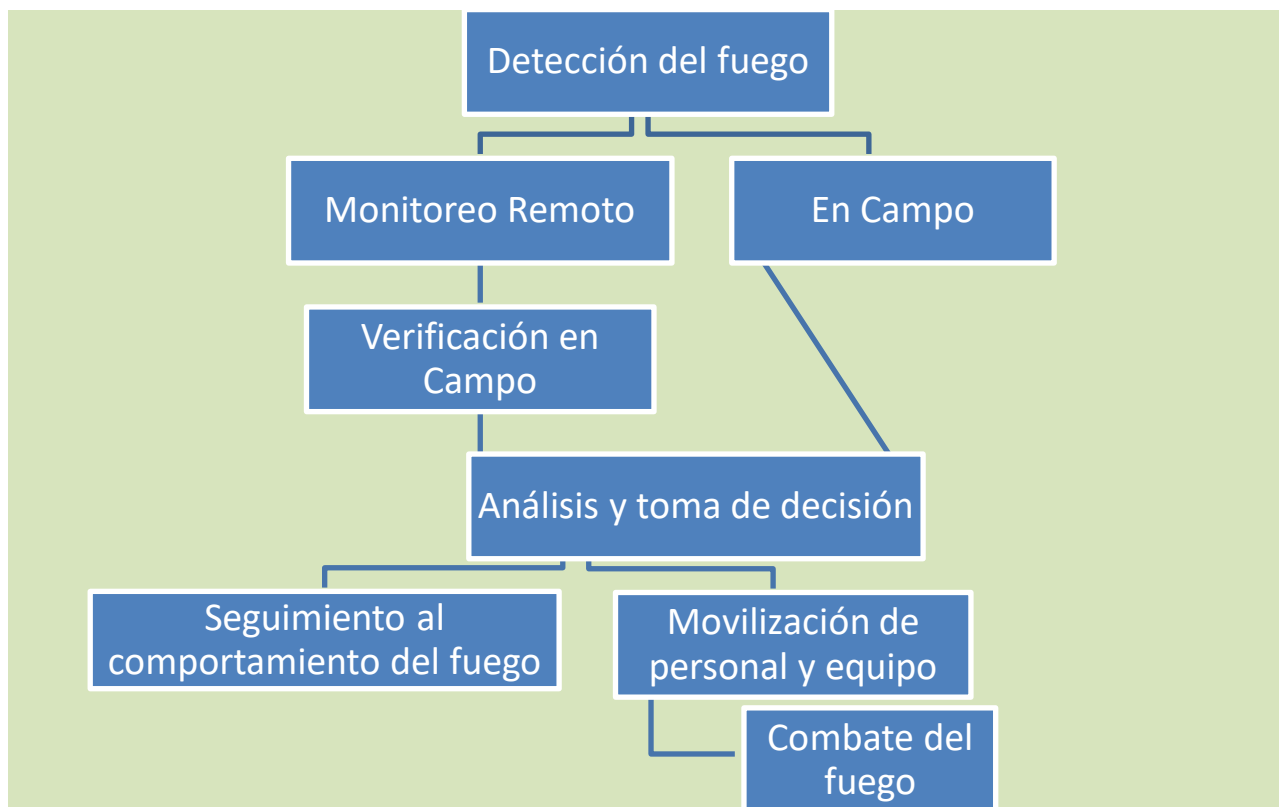 Detección del fuego
Monitoreo Remoto
En Campo
Verificación en
Campo
Análisis y toma de decisión
Seguimiento al
comportamiento del fuego
Movilización de
personal y equipo
Combate del
fuego